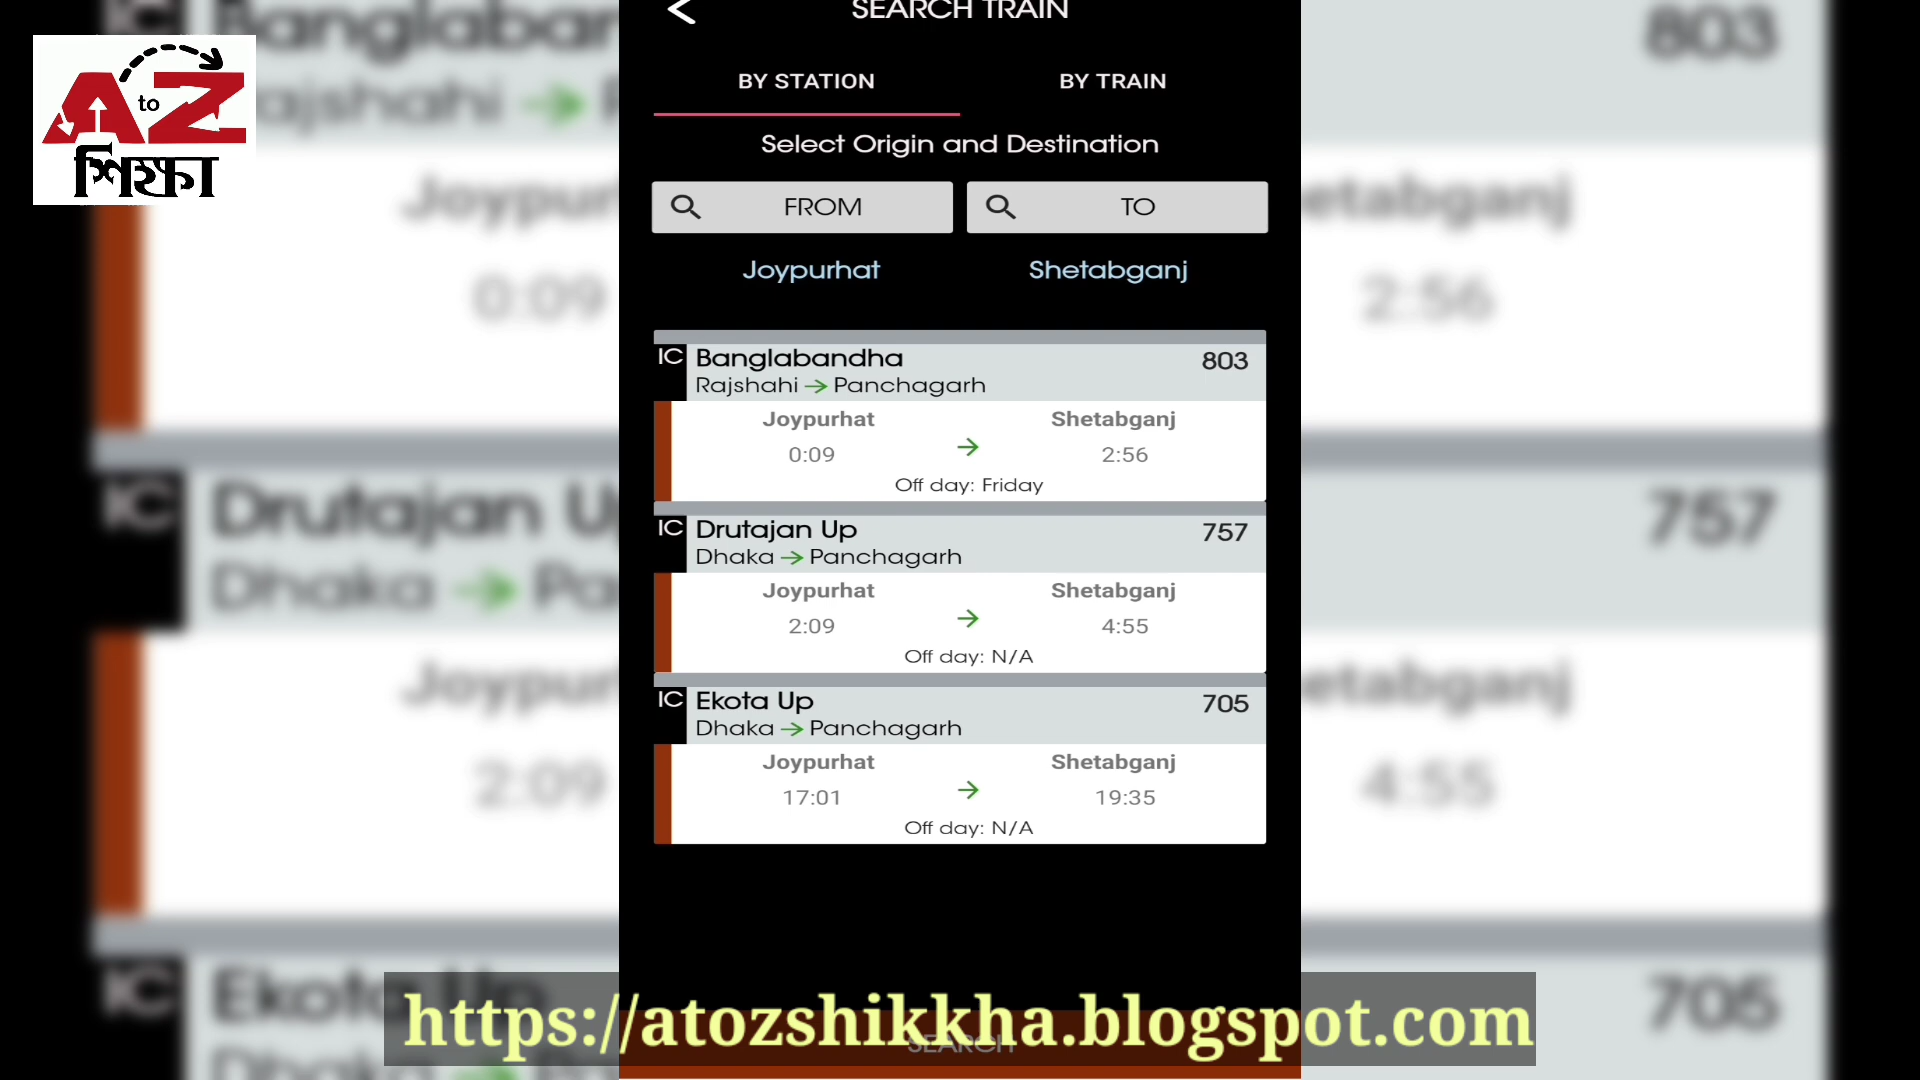 SEARCH TRAIN
A to Z
শিক্ষা
BY STATION
BY TRAIN
Select Origin and Destination
FROM
TO
Joypurhat
Shetabganj
IC
Banglabandha
803
Rajshahi → Panchagarh
Joypurhat
Shetabganj
0:09
→
2:56
Off day: Friday
IC
Drutajan Up
757
Dhaka → Panchagarh
Joypurhat
Shetabganj
2:09
→
4:55
Off day: N/A
IC
Ekota Up
705
Dhaka → Panchagarh
Joypurhat
Shetabganj
17:01
→
19:35
Off day: N/A
https://atozshikkha.blogspot.com
SEARCH